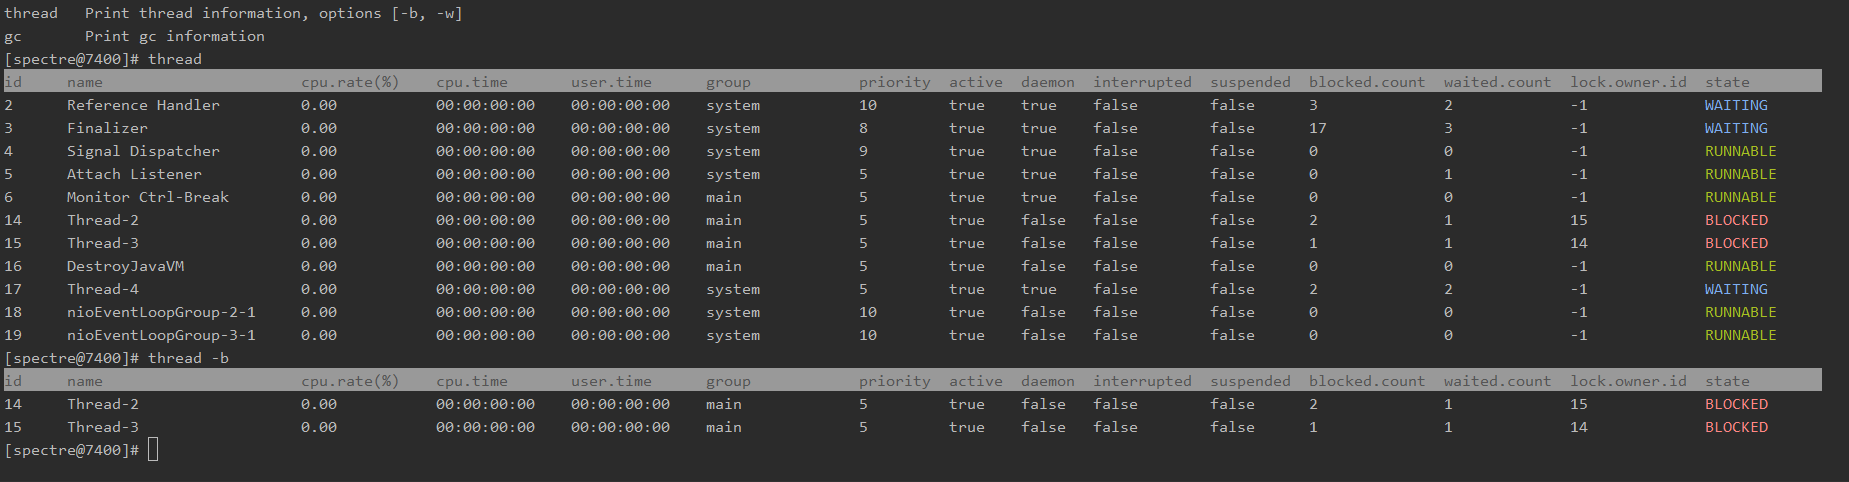 thread   Print thread information, options [-b, -w]
gc       Print gc information
[spectre@7400]# thread
id     name                      cpu.rate(%)    cpu.time       user.time      group            priority  active  daemon  interrupted  suspended  blocked.count  waited.count  lock.owner.id  state
2      Reference Handler         0.00           00:00:00:00    00:00:00:00    system           10        true    true    false        false      3              2             -1             WAITING
3      Finalizer                 0.00           00:00:00:00    00:00:00:00    system           8         true    true    false        false      17             3             -1             WAITING
4      Signal Dispatcher         0.00           00:00:00:00    00:00:00:00    system           9         true    true    false        false      0              0             -1             RUNNABLE
5      Attach Listener           0.00           00:00:00:00    00:00:00:00    system           5         true    true    false        false      0              1             -1             RUNNABLE
6      Monitor Ctrl-Break        0.00           00:00:00:00    00:00:00:00    main             5         true    true    false        false      0              0             -1             RUNNABLE
14     Thread-2                  0.00           00:00:00:00    00:00:00:00    main             5         true    false   false        false      2              1             15             BLOCKED
15     Thread-3                  0.00           00:00:00:00    00:00:00:00    main             5         true    false   false        false      1              1             14             BLOCKED
16     DestroyJavaVM             0.00           00:00:00:00    00:00:00:00    main             5         true    false   false        false      0              0             -1             RUNNABLE
17     Thread-4                  0.00           00:00:00:00    00:00:00:00    system           5         true    true    false        false      2              2             -1             WAITING
18     nioEventLoopGroup-2-1     0.00           00:00:00:00    00:00:00:00    system           10        true    false   false        false      0              0             -1             RUNNABLE
19     nioEventLoopGroup-3-1     0.00           00:00:00:00    00:00:00:00    system           10        true    false   false        false      0              0             -1             RUNNABLE
[spectre@7400]# thread -b
id     name                      cpu.rate(%)    cpu.time       user.time      group            priority  active  daemon  interrupted  suspended  blocked.count  waited.count  lock.owner.id  state
14     Thread-2                  0.00           00:00:00:00    00:00:00:00    main             5         true    false   false        false      2              1             15             BLOCKED
15     Thread-3                  0.00           00:00:00:00    00:00:00:00    main             5         true    false   false        false      1              1             14             BLOCKED
[spectre@7400]#